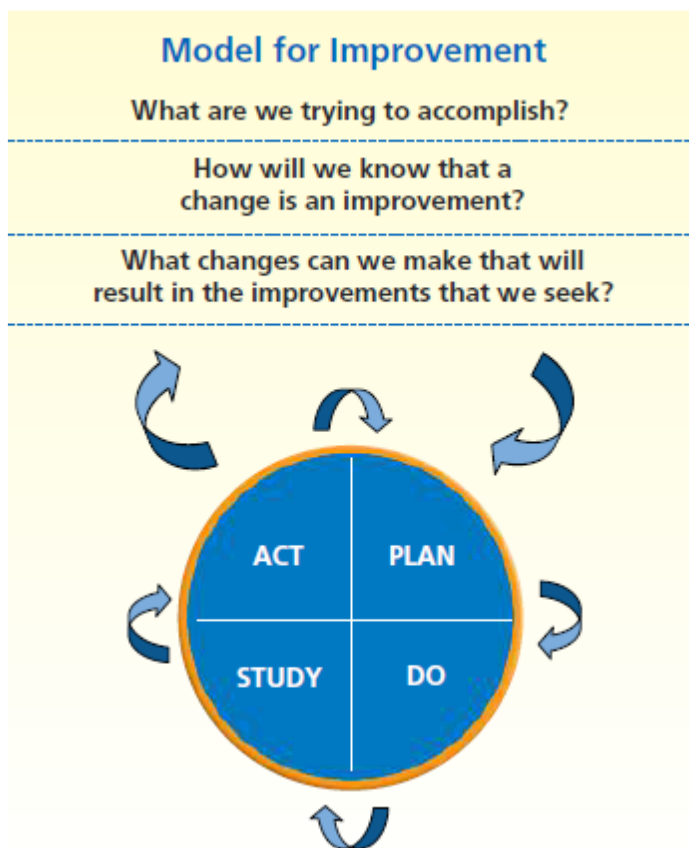 Model for Improvement
What are we trying to accomplish?
How will we know that a
change is an improvement?
What changes can we make that will
result in the improvements that we seek?
ACT
PLAN
STUDY
DO